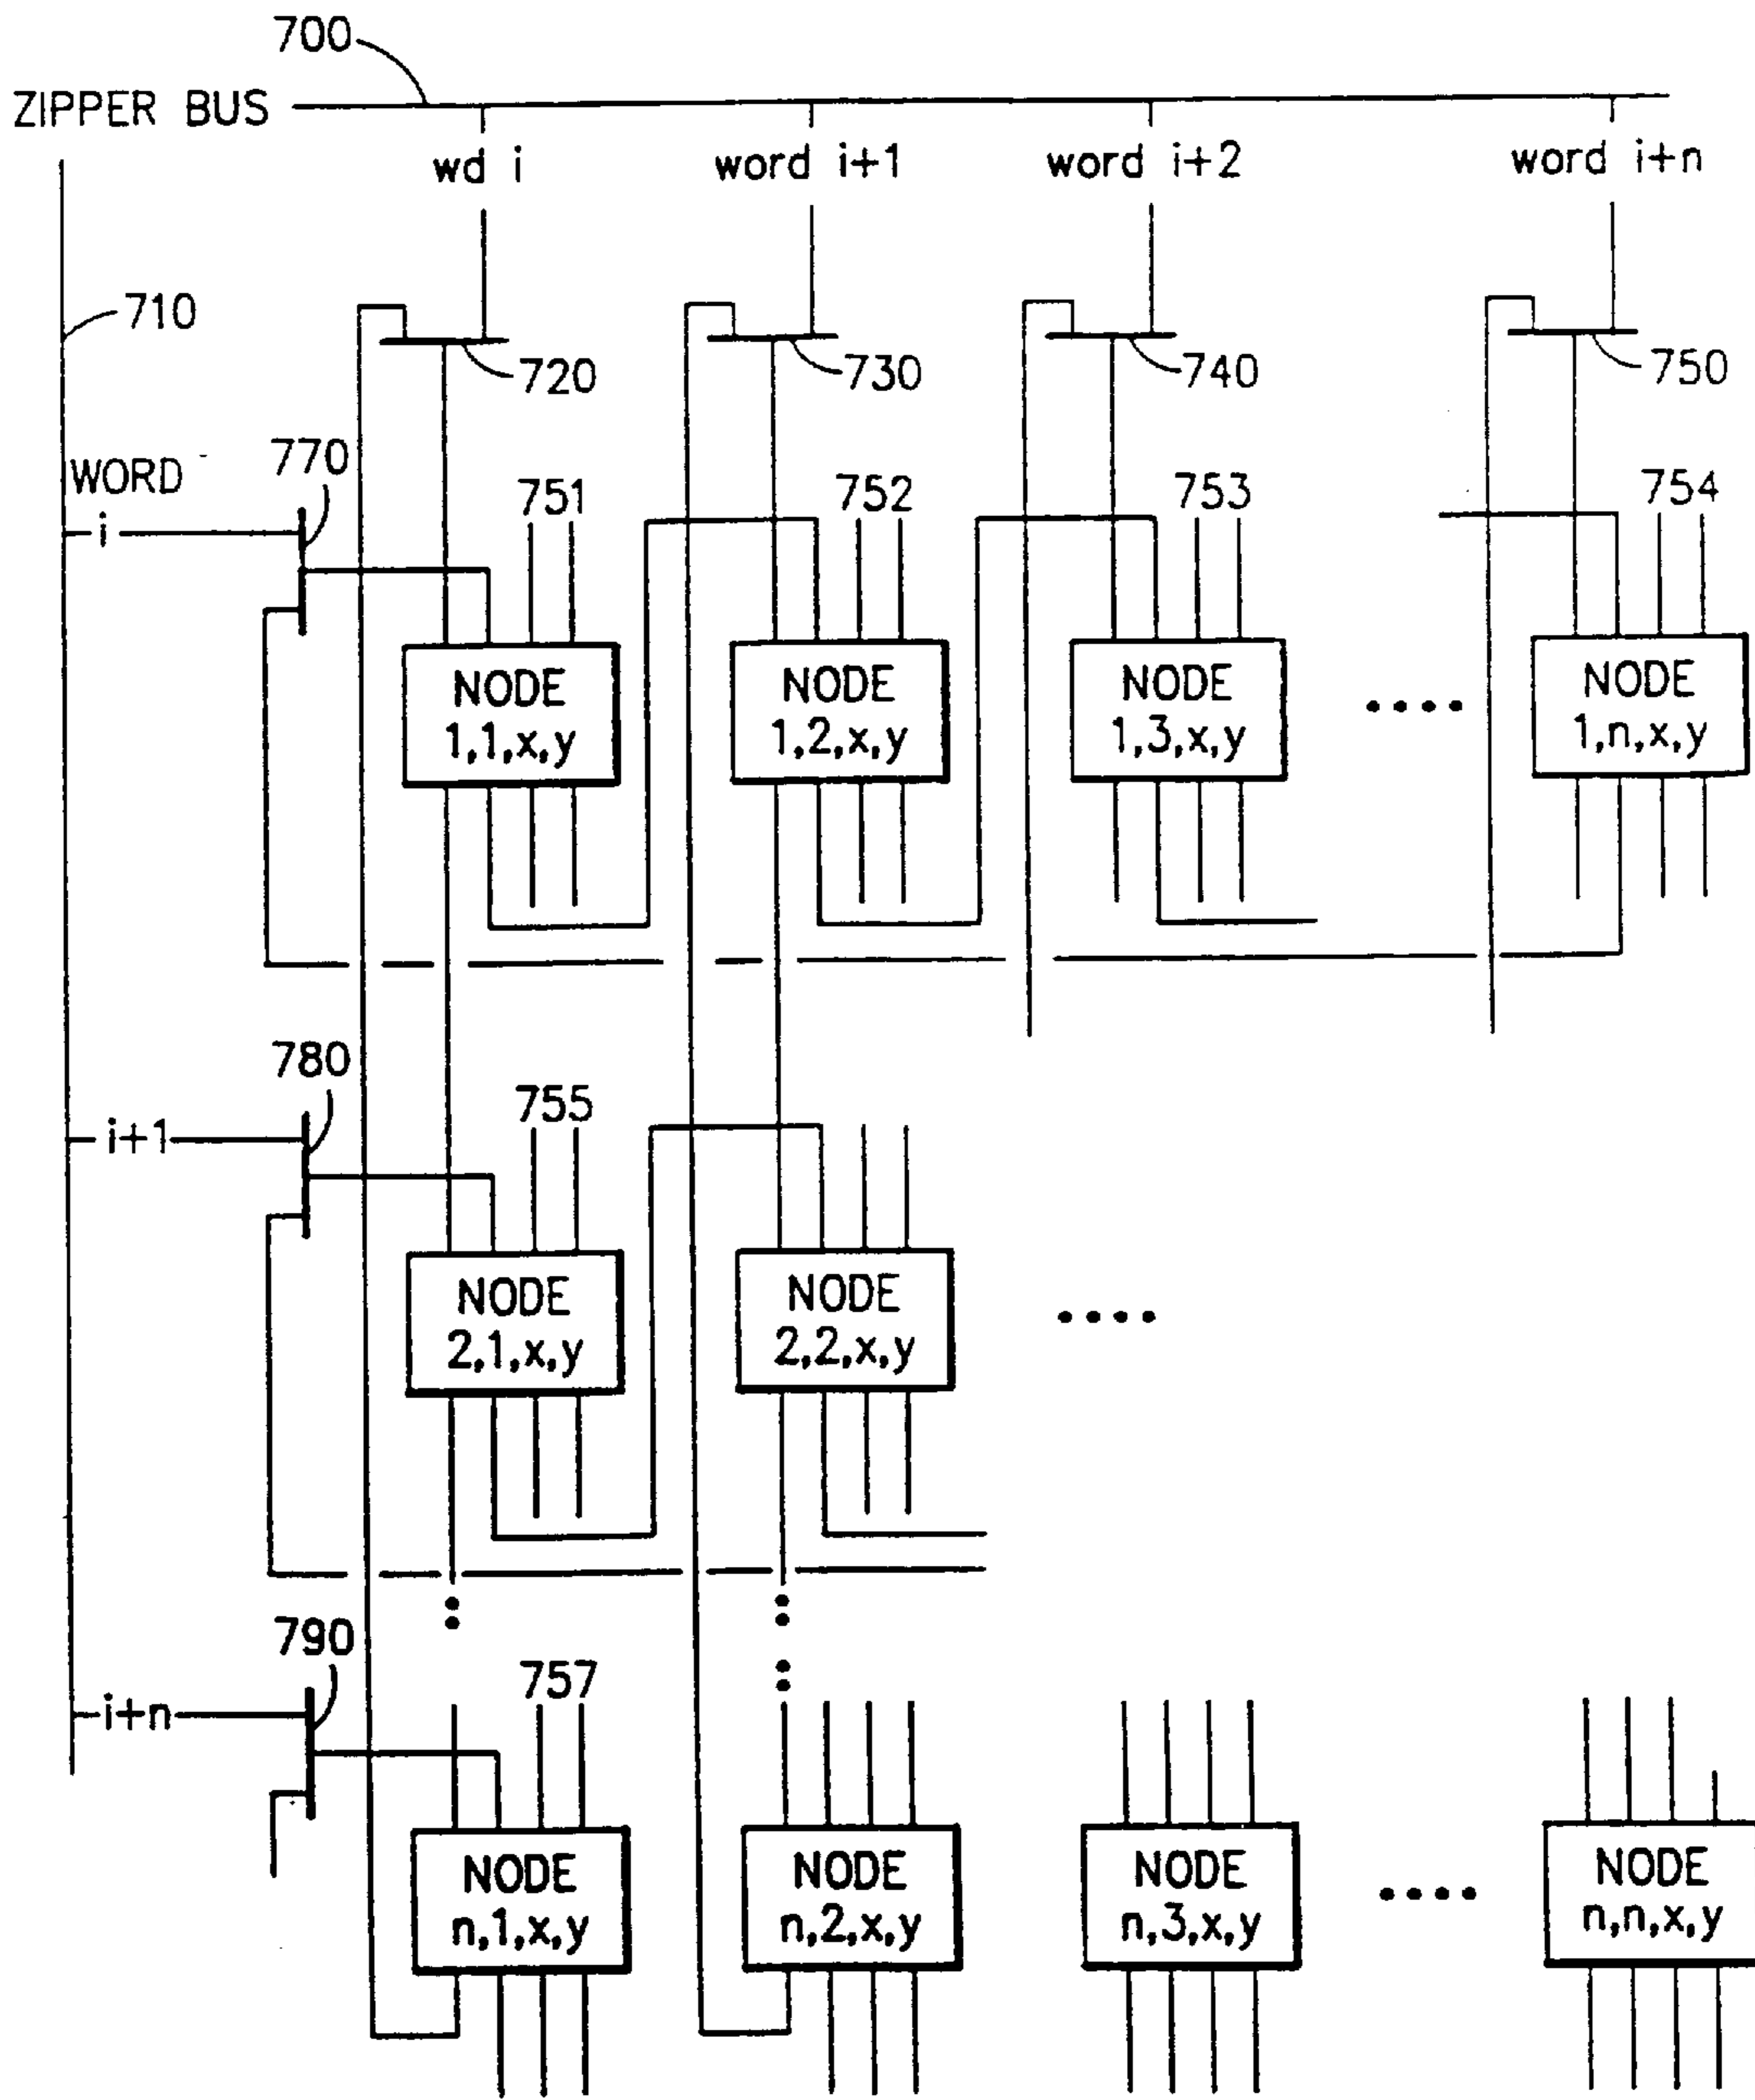 700
ZIPPER BUS
wd i
word i+1
word i+2
word i+n
710
720
730
740
750
WORD
770
i
751
752
753
754
NODE
1,1,x,y
NODE
1,2,x,y
NODE
1,3,x,y
NODE
1,n,x,y
780
i+1
755
NODE
2,1,x,y
NODE
2,2,x,y
790
i+n
757
NODE
n,1,x,y
NODE
n,2,x,y
NODE
n,3,x,y
NODE
n,n,x,y